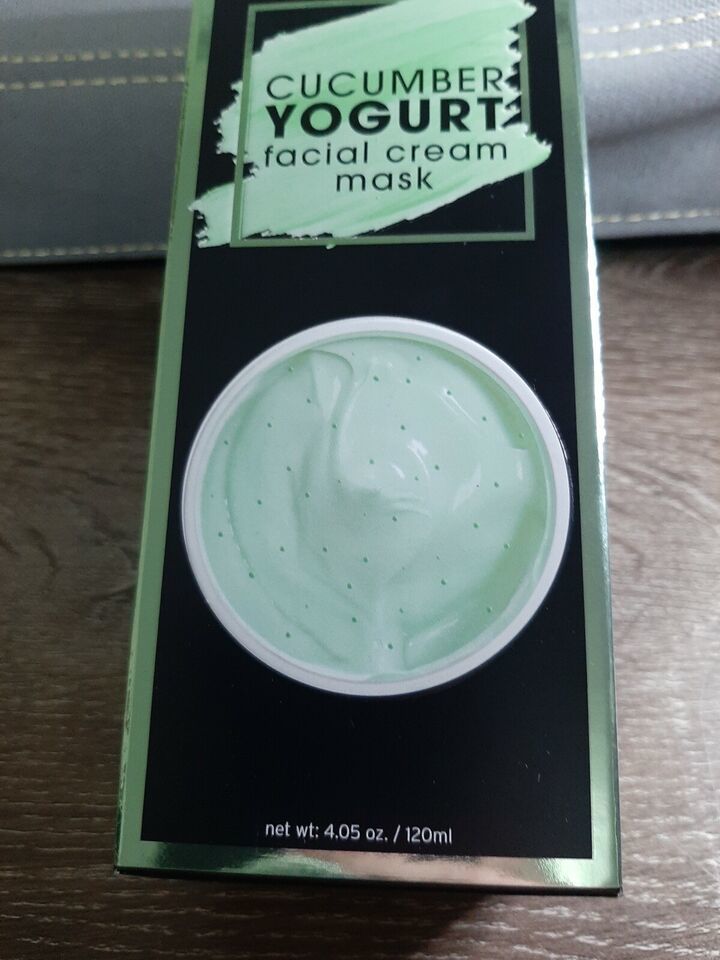 CUCUMBER
YOGURT
facial cream
mask
net wt: 4.05 oz. / 120ml